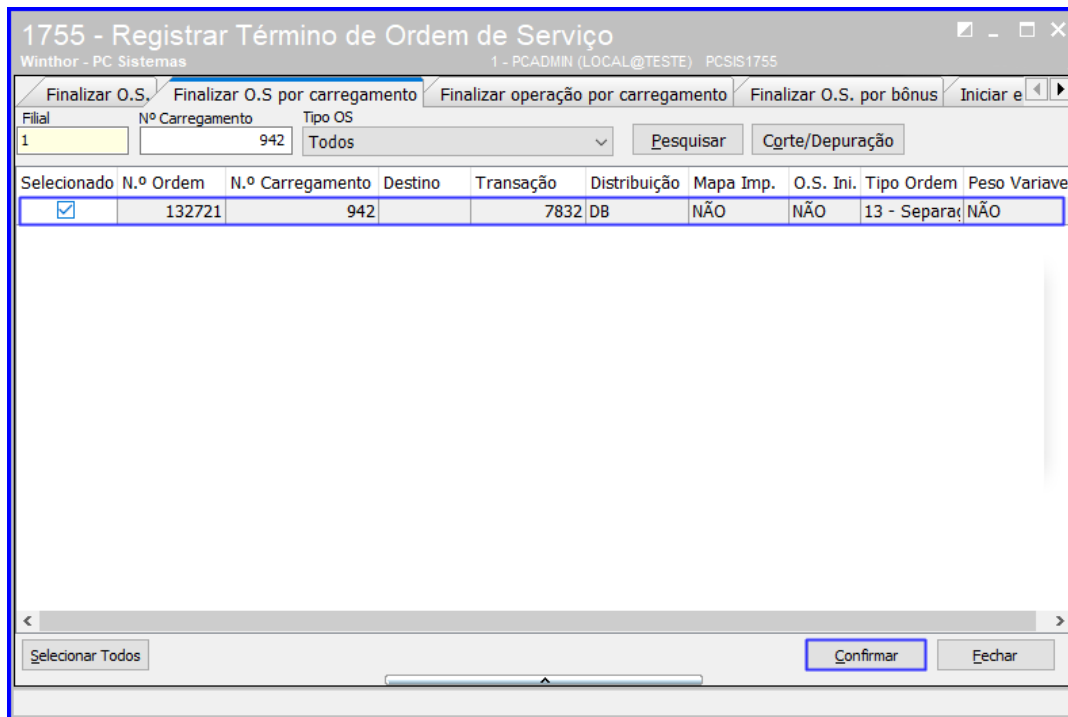 1755 - Registrar Término de Ordem de Serviço
Winthor - PC Sistemas 1 - PCADMIN (LOCAL@TESTE) PCSIS1755
Finalizar O.S. Finalizar O.S por carregamento Finalizar operação por carregamento Finalizar O.S. por bônus Iniciar e
Filial Nº Carregamento Tipo OS
1 942 Todos Pesquisar Corte/Depuração
Selecionado N.º Ordem N.º Carregamento Destino Transação Distribuição Mapa Imp. O.S. Ini. Tipo Ordem Peso Variave
132721 942 7832 DB NÃO NÃO 13 - Separaç NÃO
Selecionar Todos Confirmar Fechar